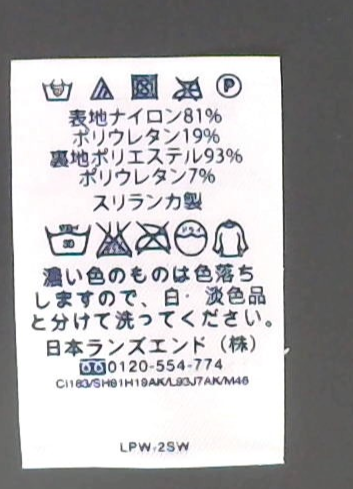 表地ナイロン81%
ポリウレタン19%
裏地ポリエステル93%
ポリウレタン7%
スリランカ製
濃い色のものは色落ち
しますので、白・淡色品
と分けて洗ってください。
日本ランズエンド（株）
0120-554-774
LPW.2SW